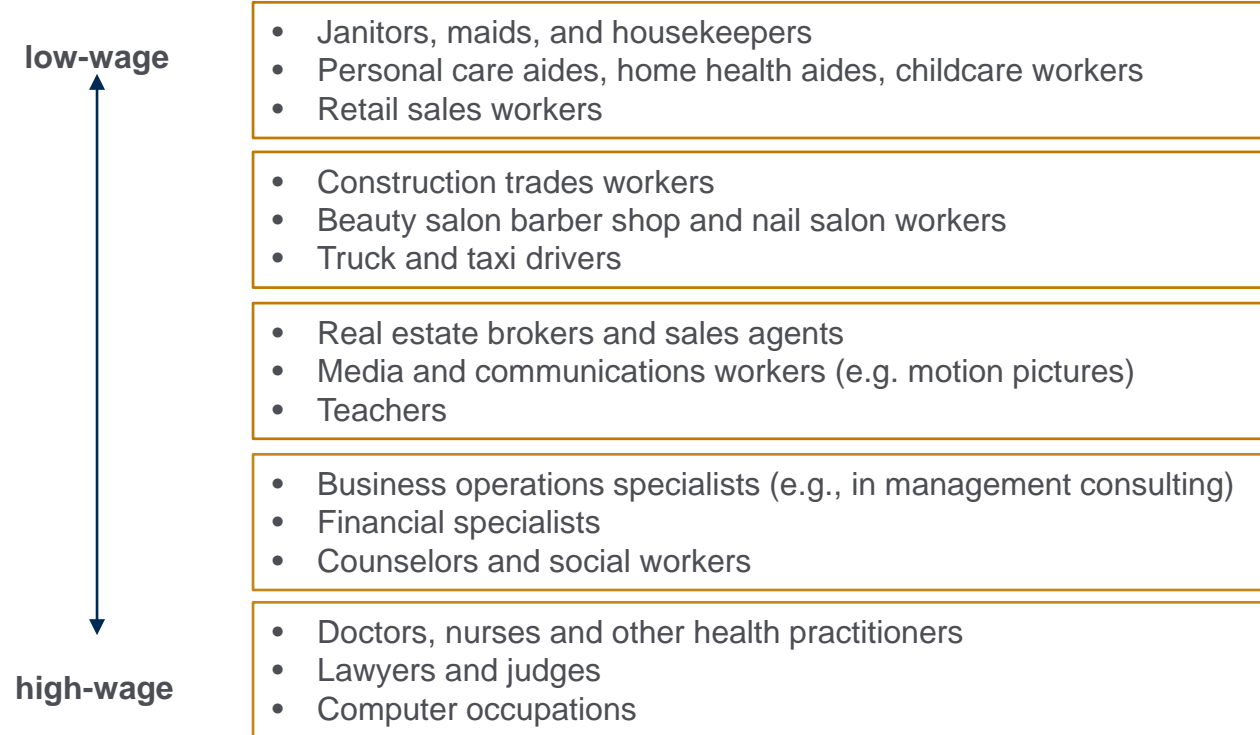 low-wage
• Janitors, maids, and housekeepers
• Personal care aides, home health aides, childcare workers
• Retail sales workers
• Construction trades workers
• Beauty salon barber shop and nail salon workers
• Truck and taxi drivers
• Real estate brokers and sales agents
• Media and communications workers (e.g. motion pictures)
• Teachers
• Business operations specialists (e.g., in management consulting)
• Financial specialists
• Counselors and social workers
high-wage
• Doctors, nurses and other health practitioners
• Lawyers and judges
• Computer occupations